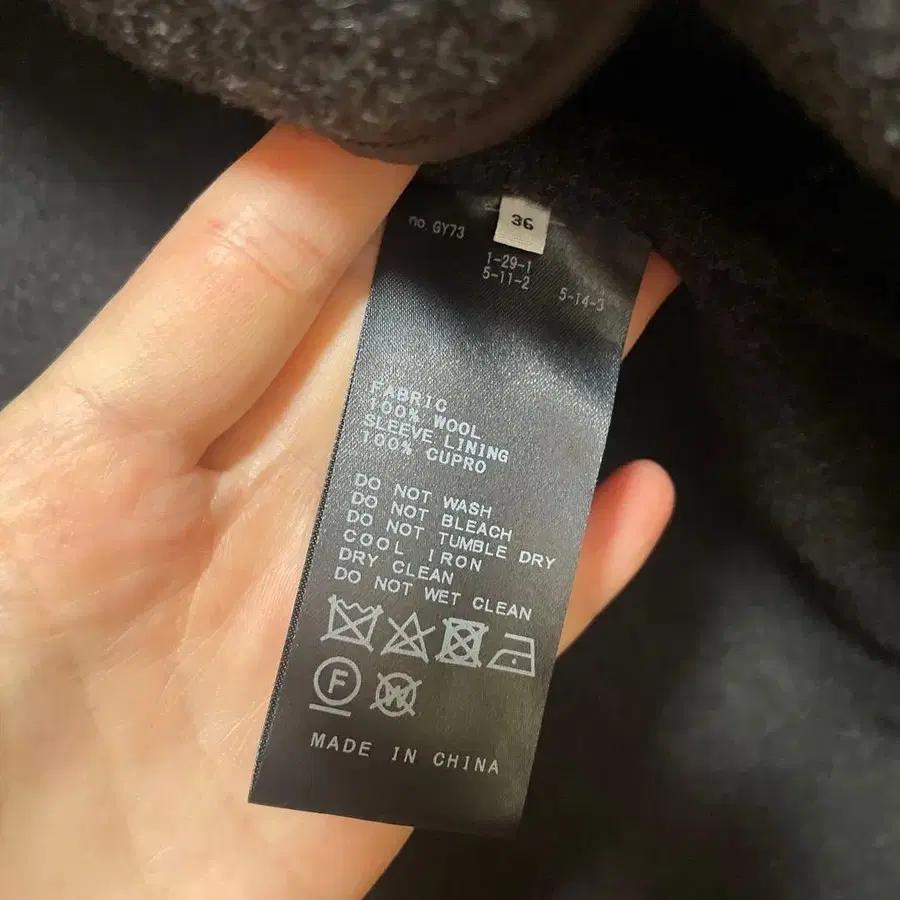 no. GY73
36
1-29-1
5-11-2
5-14-3
FABRIC
100% WOOL
SLEEVE LINING
100% CUPRO
DO NOT WASH
DO NOT BLEACH
DO NOT TUMBLE DRY
COOL IRON
DRY CLEAN
DO NOT WET CLEAN
F
W
MADE IN CHINA